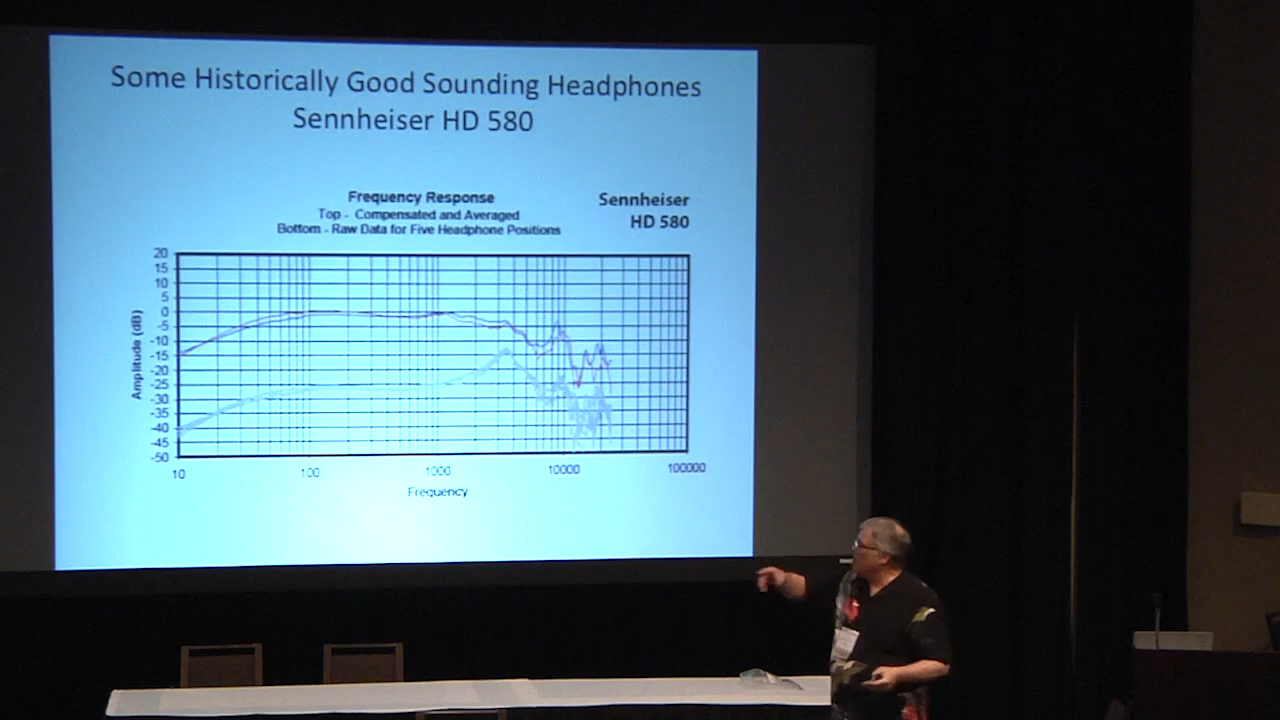 Some Historically Good Sounding Headphones
Sennheiser HD 580
Frequency Response
Top - Compensated and Averaged
Bottom - Raw Data for Five Headphone Positions
Sennheiser
HD 580
Amplitude (dB)
20
15
10
5
0
-5
-10
-15
-20
-25
-30
-35
-40
-45
-50
10
100
1000
10000
100000
Frequency